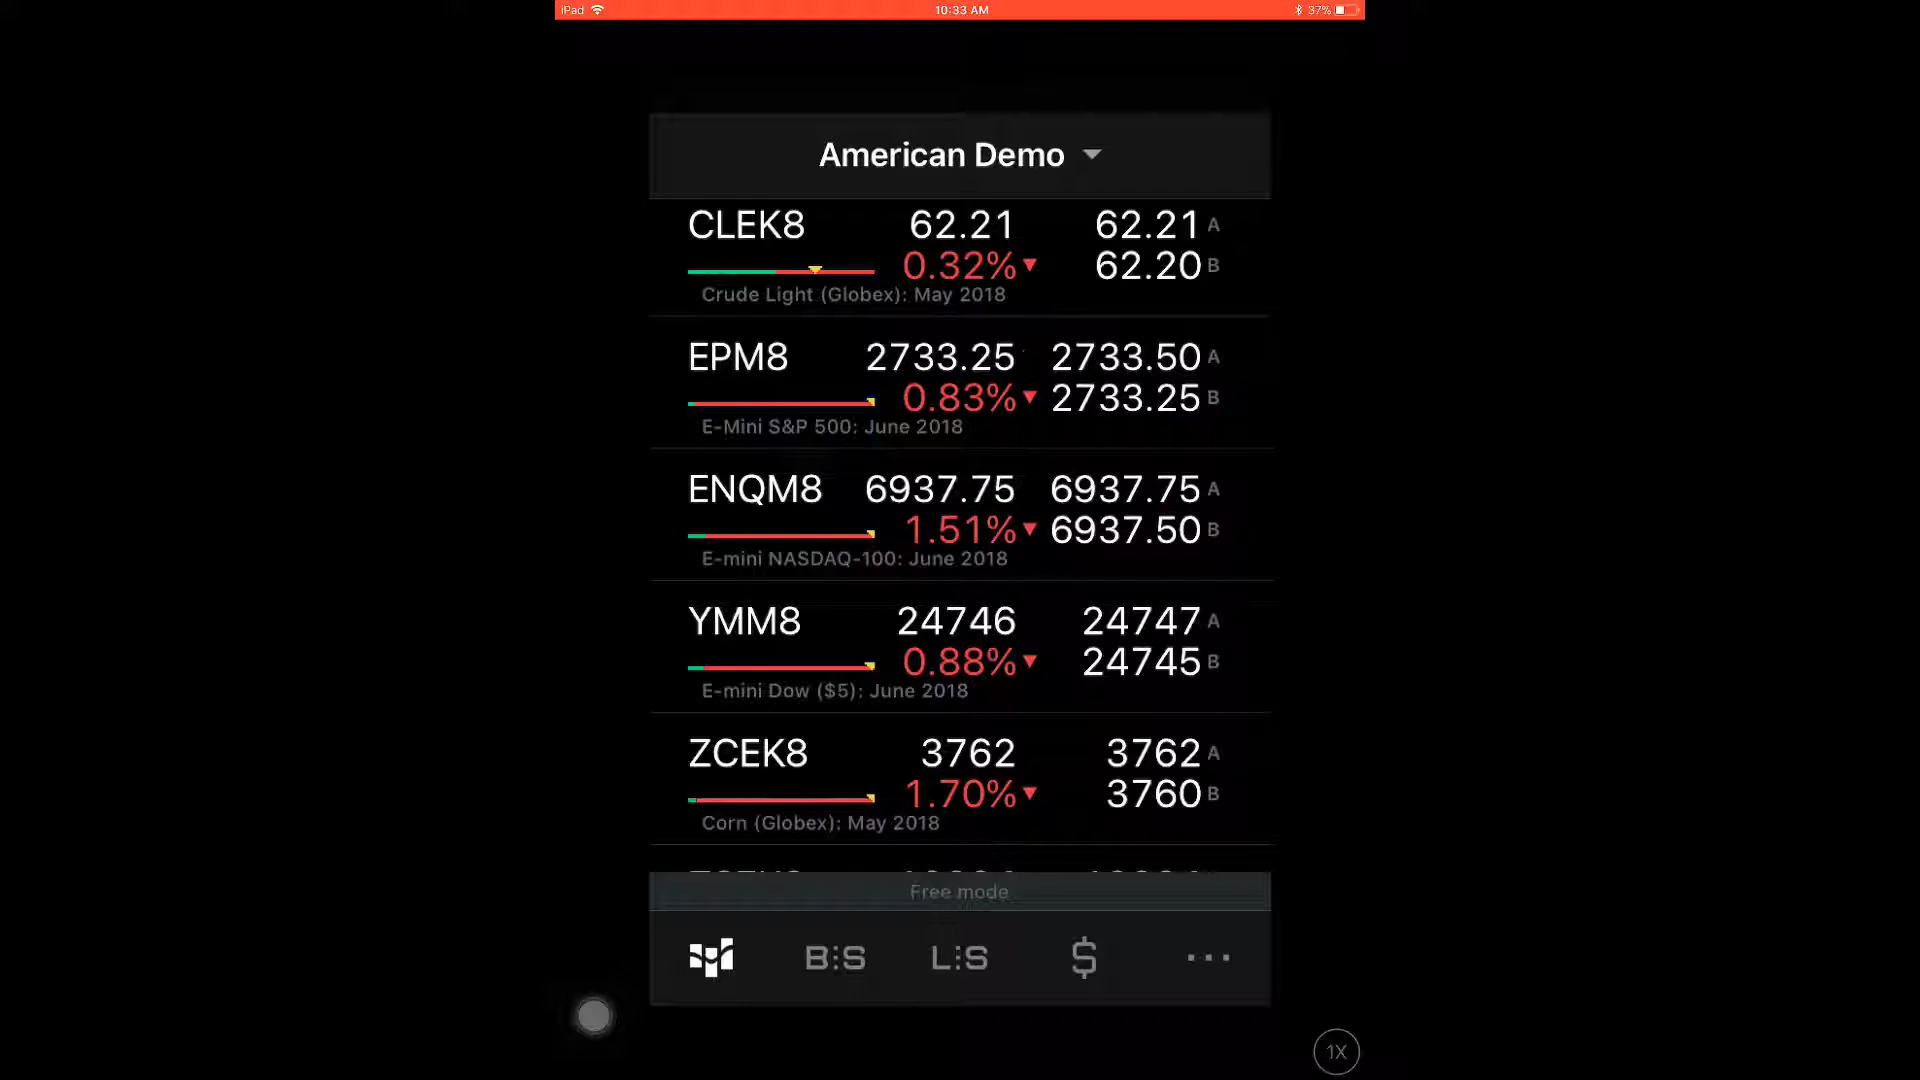 iPad 10:33 AM 37%
American Demo
CLEK8 62.21 62.21 A
0.32% 62.20 B
Crude Light (Globex): May 2018
EPM8 2733.25 2733.50 A
0.83% 2733.25 B
E-Mini S&P 500: June 2018
ENQM8 6937.75 6937.75 A
1.51% 6937.50 B
E-mini NASDAQ-100: June 2018
YMM8 24746 24747 A
0.88% 24745 B
E-mini Dow ($5): June 2018
ZCEK8 3762 3762 A
1.70% 3760 B
Corn (Globex): May 2018
Free mode
B:S L:S $ ...
1X